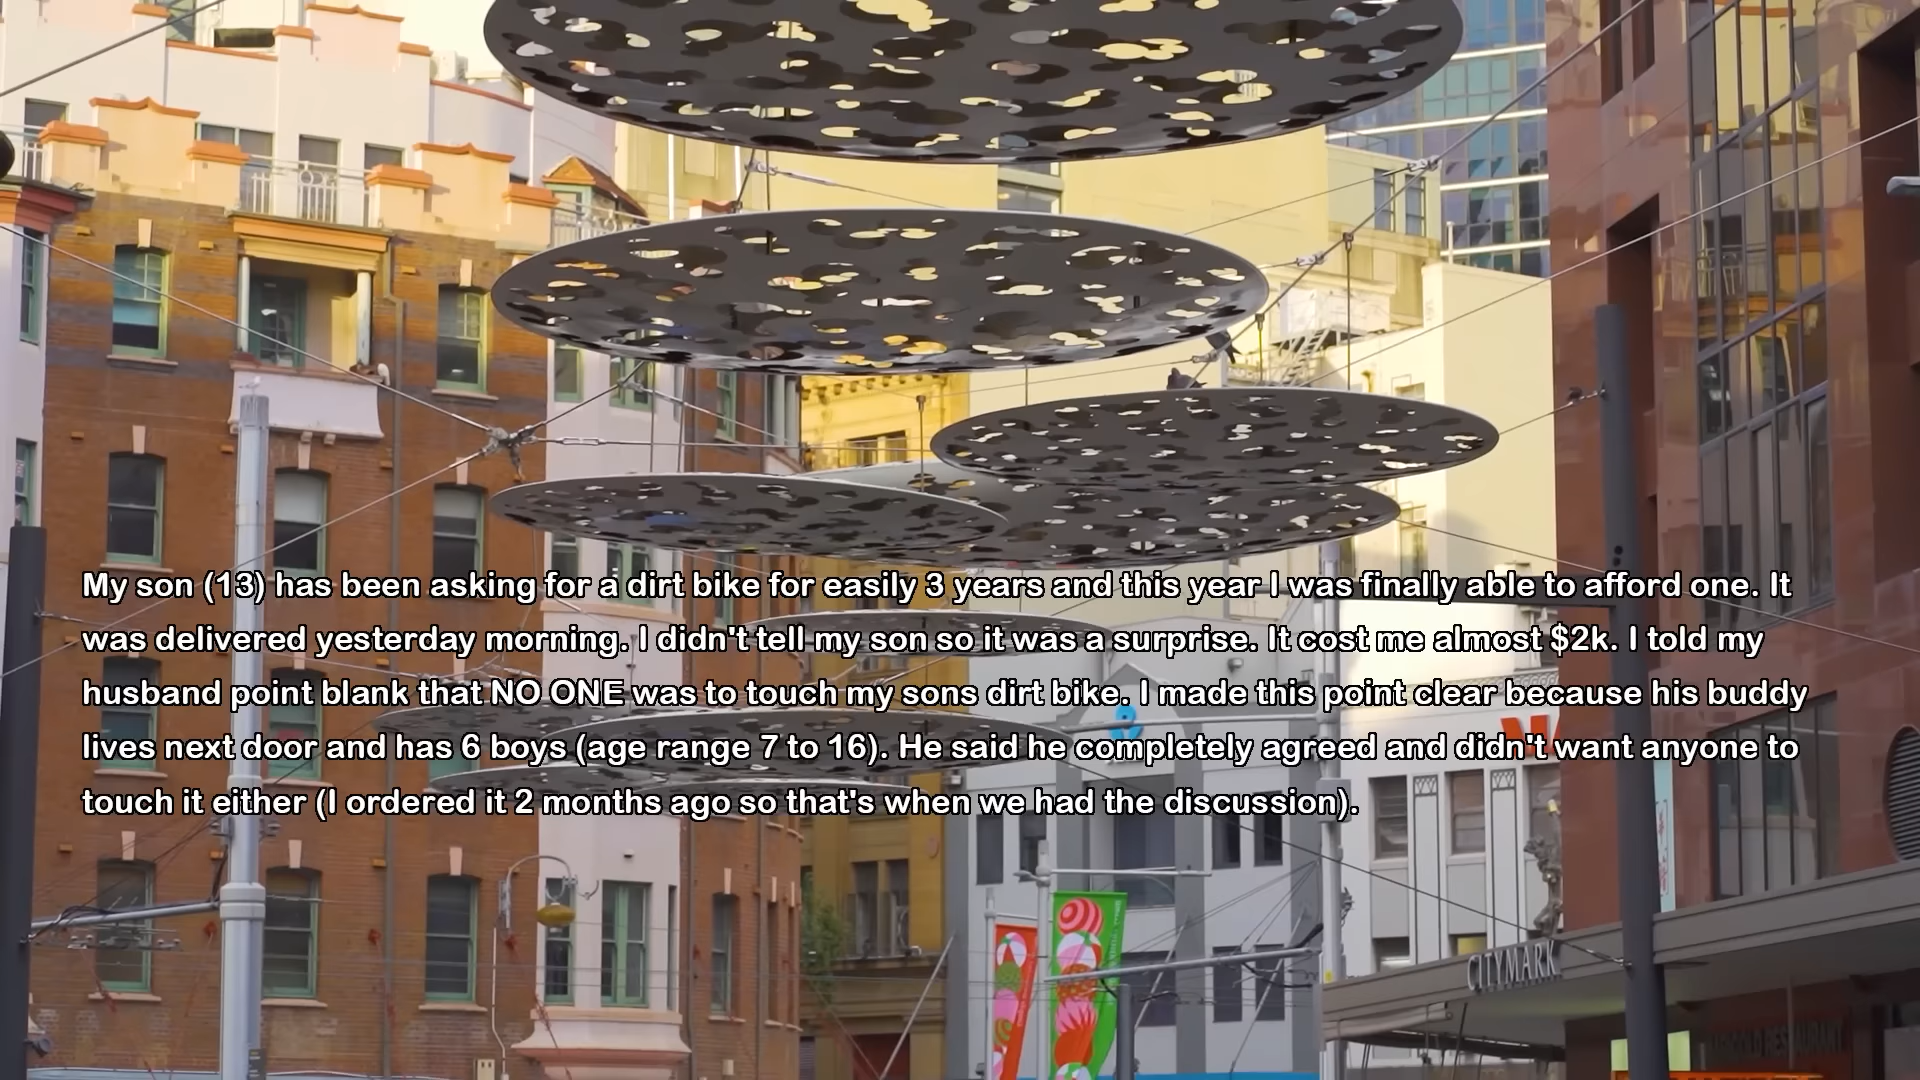 My son (13) has been asking for a dirt bike for easily 3 years and this year I was finally able to afford one. It
was delivered yesterday morning. I didn't tell my son so it was a surprise. It cost me almost $2k. I told my
husband point blank that NO ONE was to touch my sons dirt bike. I made this point clear because his buddy
lives next door and has 6 boys (age range 7 to 16). He said he completely agreed and didn't want anyone to
touch it either (I ordered it 2 months ago so that's when we had the discussion).
CITYMARK